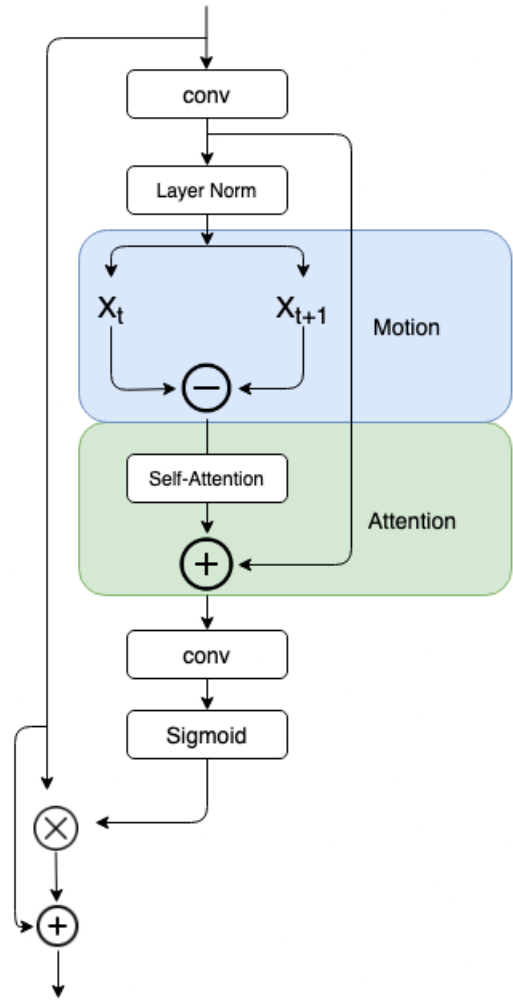 conv
Layer Norm
Xt
Xt+1
Motion
−
Self-Attention
Attention
+
conv
Sigmoid
×
+